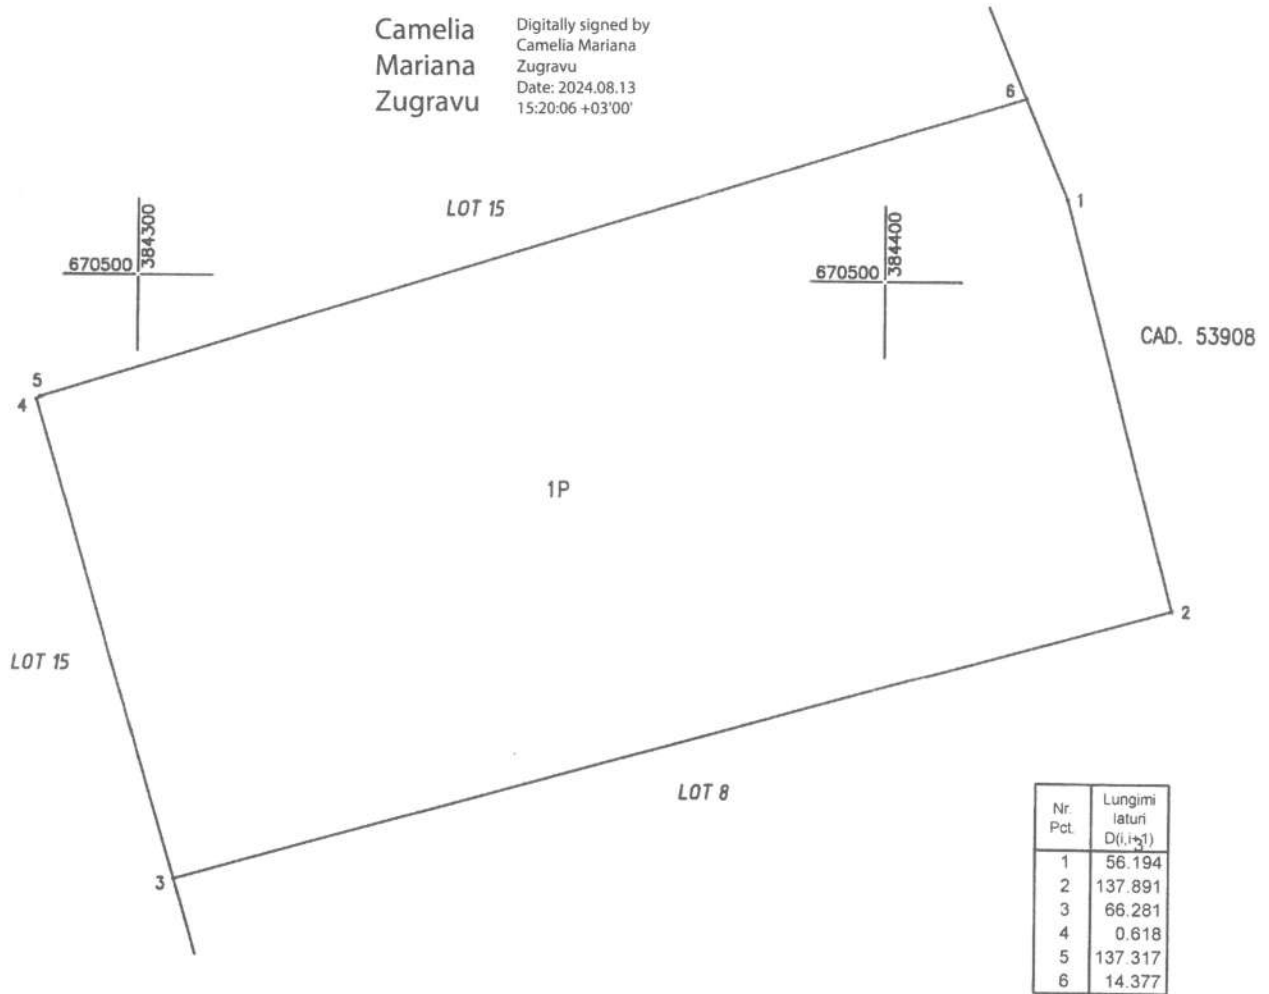 Camelia
Mariana
Zugravu
Digitally signed by
Camelia Mariana
Zugravu
Date: 2024.08.13
15:20:06 +03'00'
6
1
LOT 15
384300
670500
384400
670500
CAD. 53908
5
4
1P
2
LOT 15
LOT 8
3
Nr. Pct. Lungimi laturi D(i,i+1)
3
1 56.194
2 137.891
3 66.281
4 0.618
5 137.317
6 14.377